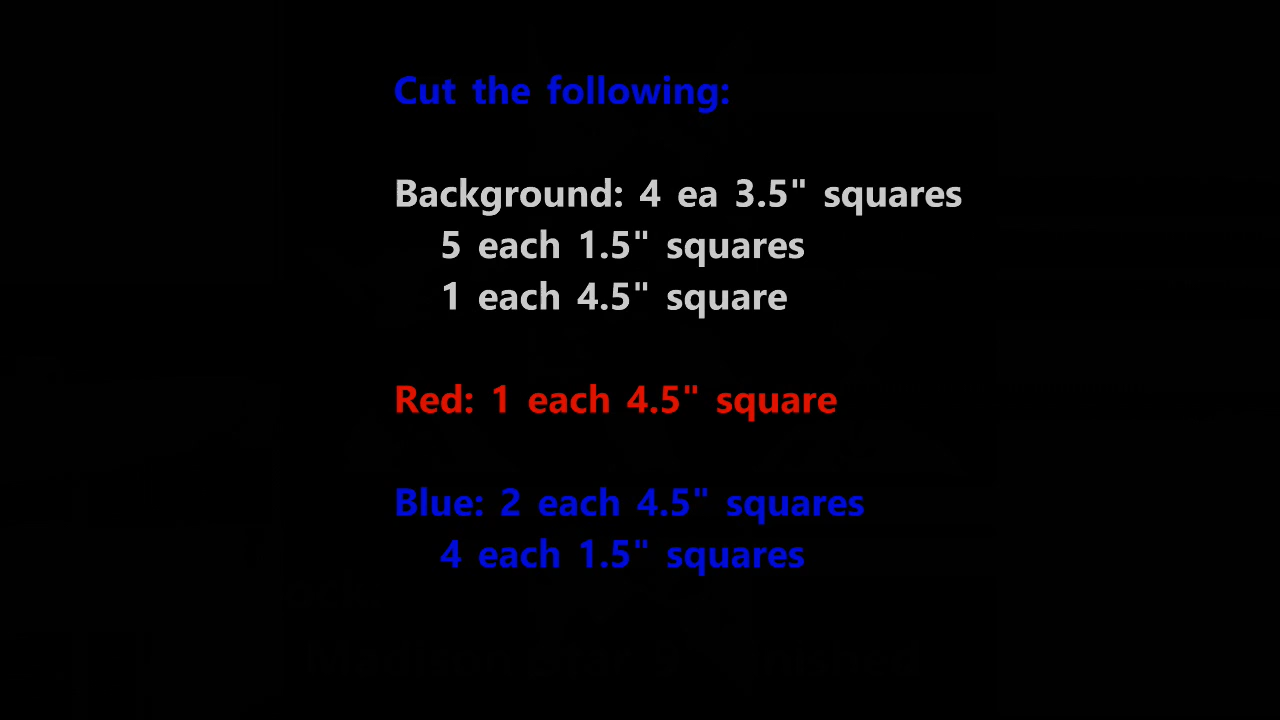 Cut the following:
Background: 4 ea 3.5" squares
5 each 1.5" squares
1 each 4.5" square
Red: 1 each 4.5" square
Blue: 2 each 4.5" squares
4 each 1.5" squares